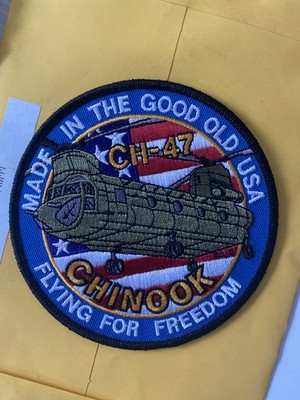 MADE IN THE GOOD OLD USA
CH-47
CHINOOK
FLYING FOR FREEDOM